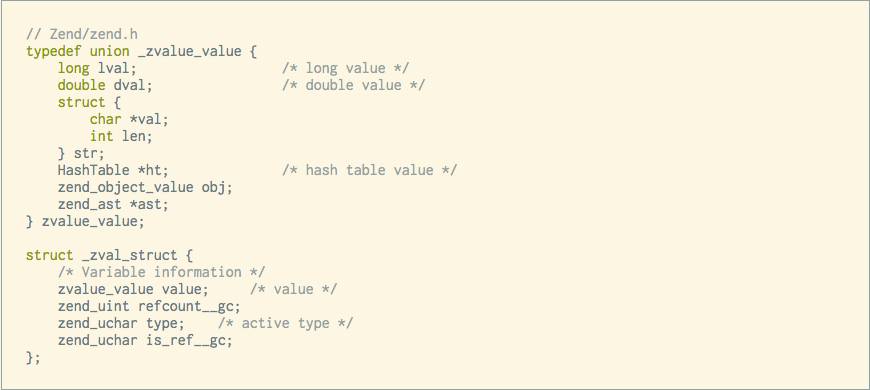 // Zend/zend.h
typedef union _zvalue_value {
    long lval;                  /* long value */
    double dval;                /* double value */
    struct {
        char *val;
        int len;
    } str;
    HashTable *ht;              /* hash table value */
    zend_object_value obj;
    zend_ast *ast;
} zvalue_value;

struct _zval_struct {
    /* Variable information */
    zvalue_value value;     /* value */
    zend_uint refcount__gc;
    zend_uchar type;    /* active type */
    zend_uchar is_ref__gc;
};